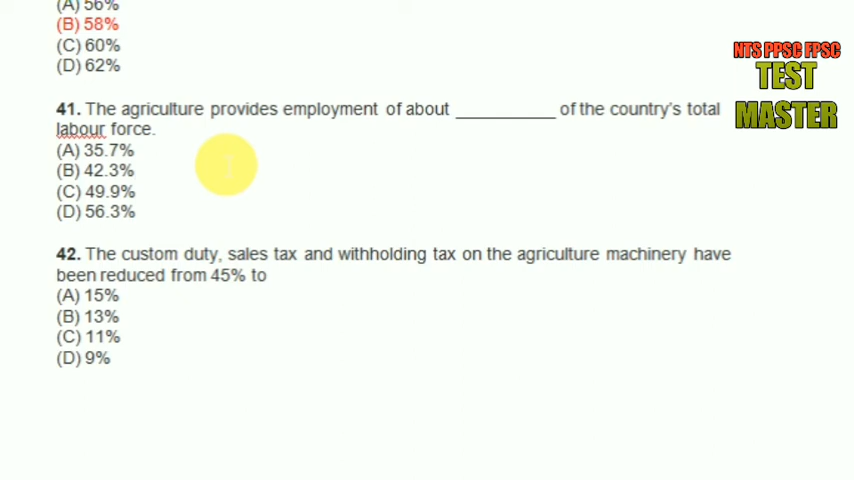 (A) 56%
(B) 58%
(C) 60%
(D) 62%
NTS PPSC FPSC
TEST
MASTER
41. The agriculture provides employment of about ____________ of the country's total
labour force.
(A) 35.7%
(B) 42.3%
(C) 49.9%
(D) 56.3%
42. The custom duty, sales tax and withholding tax on the agriculture machinery have
been reduced from 45% to
(A) 15%
(B) 13%
(C) 11%
(D) 9%